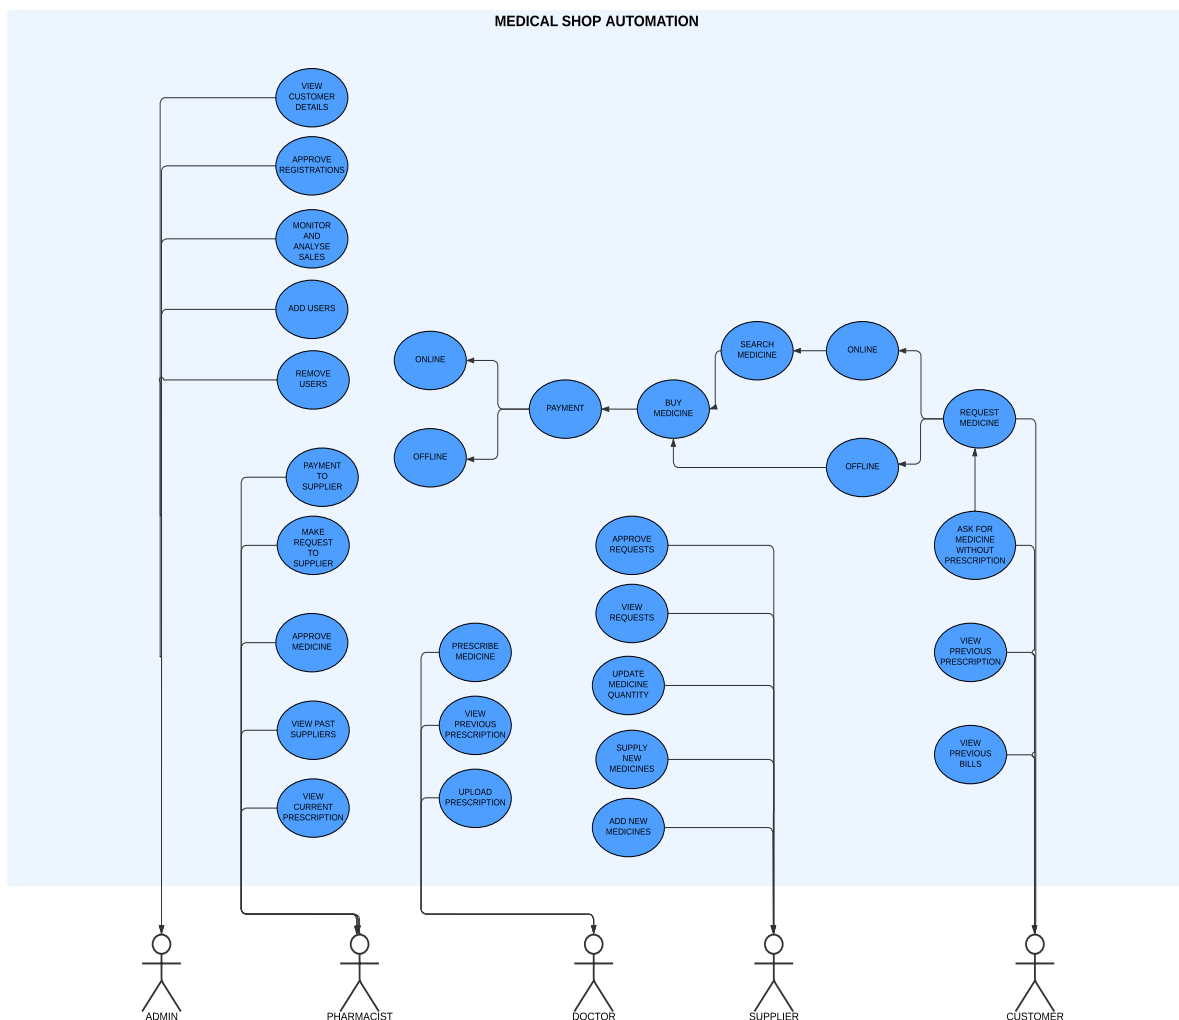 MEDICAL SHOP AUTOMATION
VIEW
CUSTOMER
DETAILS
APPROVE
REGISTRATIONS
MONITOR
AND
ANALYSE
SALES
ADD USERS
REMOVE
USERS
PAYMENT
TO
SUPPLIER
MAKE
REQUEST
TO
SUPPLIER
APPROVE
MEDICINE
VIEW PAST
SUPPLIERS
VIEW
CURRENT
PRESCRIPTION
ONLINE
OFFLINE
PAYMENT
BUY
MEDICINE
SEARCH
MEDICINE
ONLINE
OFFLINE
REQUEST
MEDICINE
ASK FOR
MEDICINE
WITHOUT
PRESCRIPTION
VIEW
PREVIOUS
PRESCRIPTION
VIEW
PREVIOUS
BILLS
APPROVE
REQUESTS
VIEW
REQUESTS
UPDATE
MEDICINE
QUANTITY
SUPPLY
NEW
MEDICINES
ADD NEW
MEDICINES
PRESCRIBE
MEDICINE
VIEW
PREVIOUS
PRESCRIPTION
UPLOAD
PRESCRIPTION
ADMIN
PHARMACIST
DOCTOR
SUPPLIER
CUSTOMER